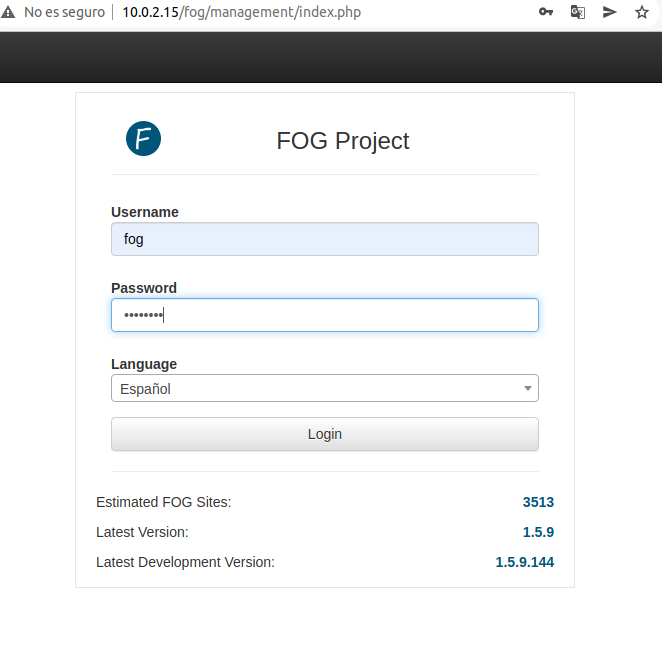 No es seguro | 10.0.2.15/fog/management/index.php
F FOG Project
Username
fog
Password
••••••••
Language
Español
Login
Estimated FOG Sites: 3513
Latest Version: 1.5.9
Latest Development Version: 1.5.9.144